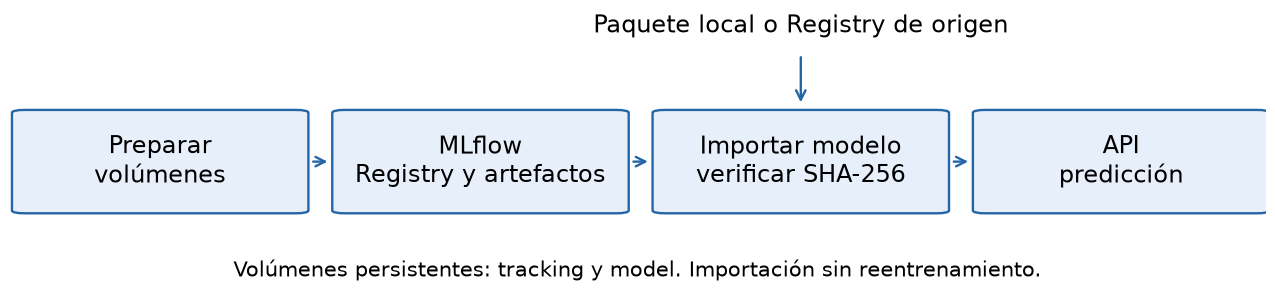 Paquete local o Registry de origen
Preparar
volúmenes
MLflow
Registry y artefactos
Importar modelo
verificar SHA-256
API
predicción
Volúmenes persistentes: tracking y model. Importación sin reentrenamiento.